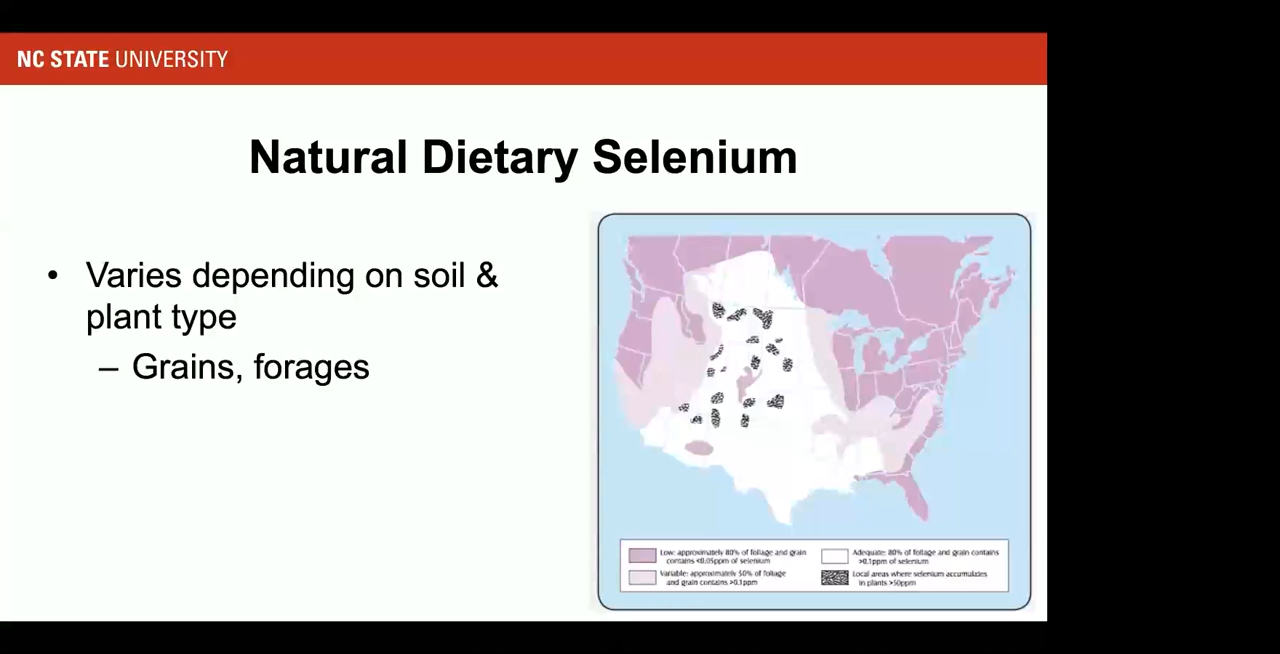 NC STATE UNIVERSITY
Natural Dietary Selenium
• Varies depending on soil &
plant type
– Grains, forages
Low: approximately 80% of foliage and grain
contains <0.05ppm of selenium
Variable: approximately 50% of foliage
and grain contains >0.1ppm
Adequate: 80% of foliage and grain contains
>0.1ppm of selenium
Local areas where selenium accumulates
in plants >50ppm